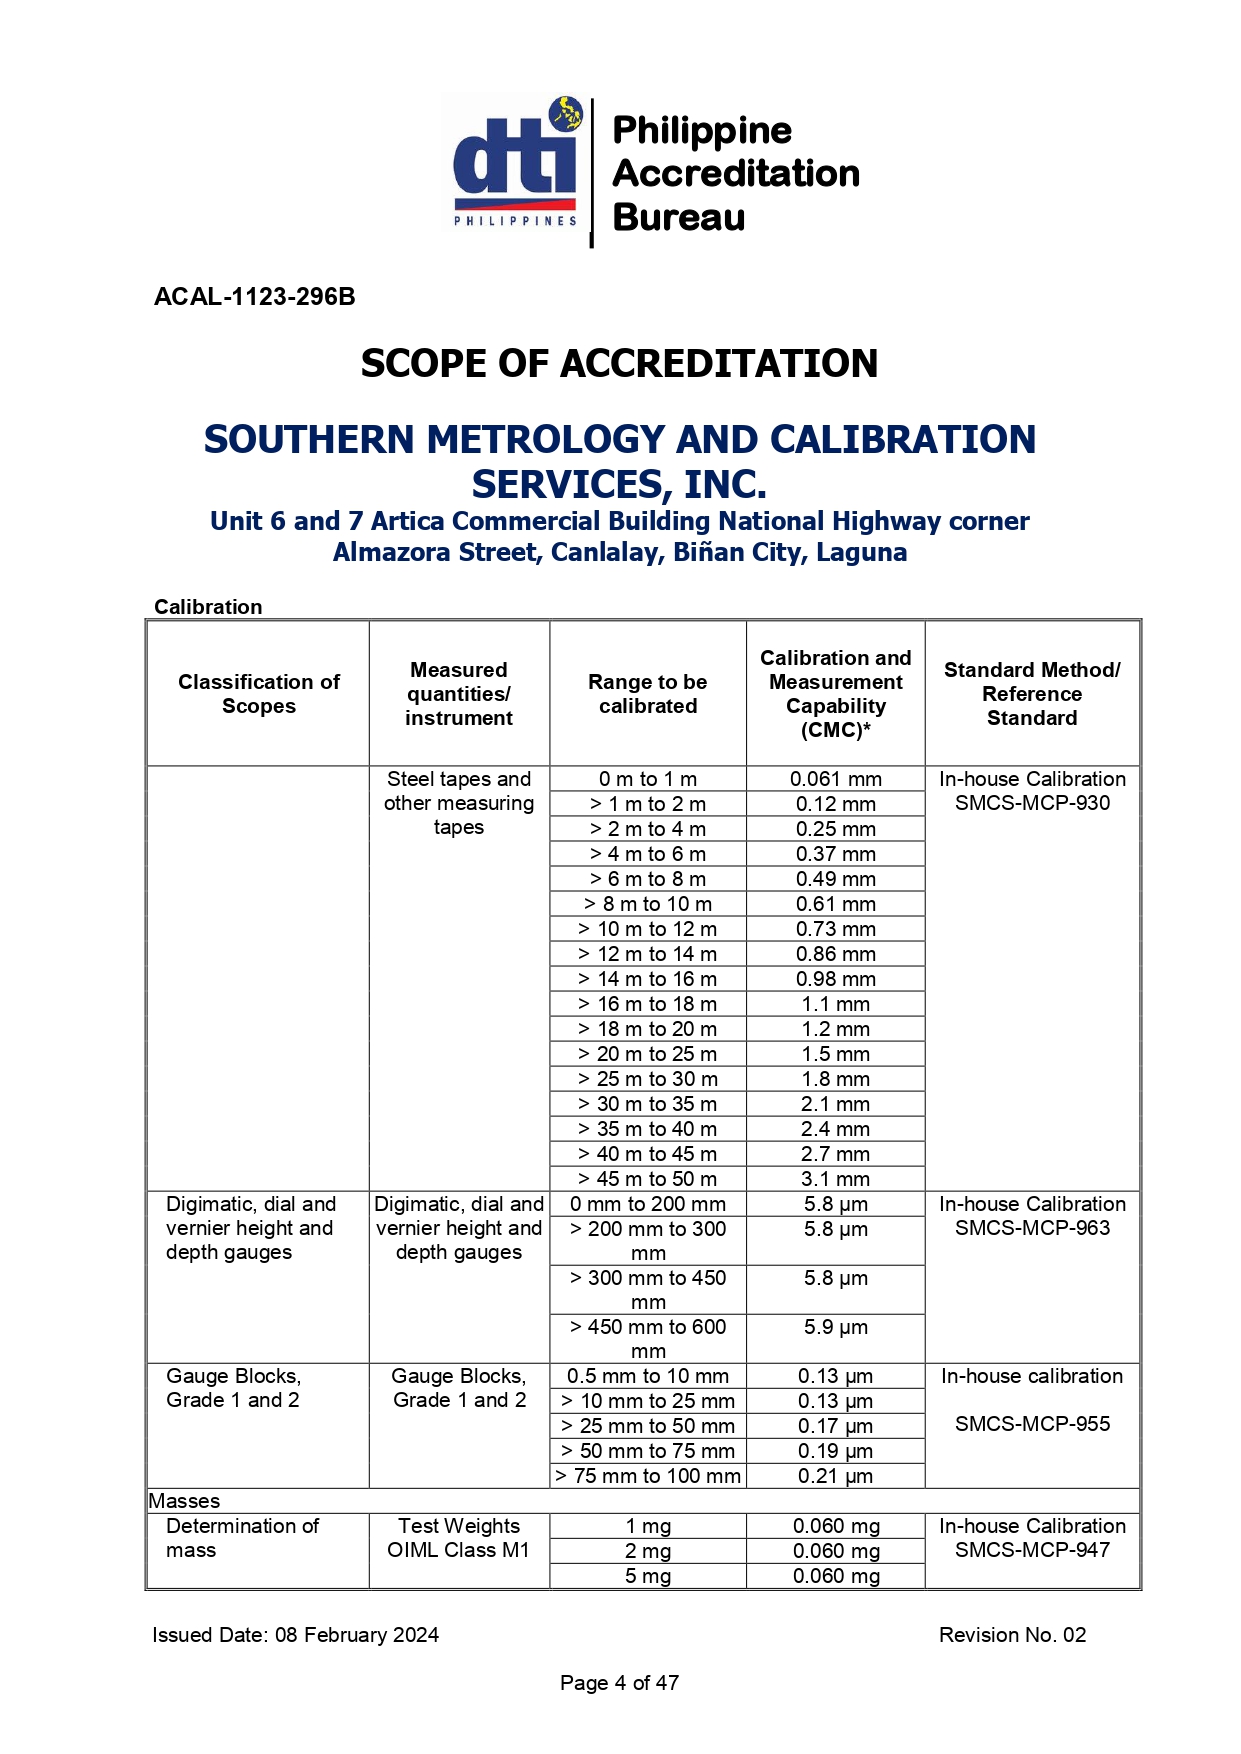 dti
PHILIPPINES
Philippine
Accreditation
Bureau
ACAL-1123-296B
SCOPE OF ACCREDITATION
SOUTHERN METROLOGY AND CALIBRATION
SERVICES, INC.
Unit 6 and 7 Artica Commercial Building National Highway corner
Almazora Street, Canlalay, Biñan City, Laguna
Calibration
Classification of
Scopes
Measured
quantities/
instrument
Range to be
calibrated
Calibration and
Measurement
Capability
(CMC)*
Standard Method/
Reference
Standard
Steel tapes and
other measuring
tapes
0 m to 1 m
0.061 mm
In-house Calibration
SMCS-MCP-930
> 1 m to 2 m
0.12 mm
> 2 m to 4 m
0.25 mm
> 4 m to 6 m
0.37 mm
> 6 m to 8 m
0.49 mm
> 8 m to 10 m
0.61 mm
> 10 m to 12 m
0.73 mm
> 12 m to 14 m
0.86 mm
> 14 m to 16 m
0.98 mm
> 16 m to 18 m
1.1 mm
> 18 m to 20 m
1.2 mm
> 20 m to 25 m
1.5 mm
> 25 m to 30 m
1.8 mm
> 30 m to 35 m
2.1 mm
> 35 m to 40 m
2.4 mm
> 40 m to 45 m
2.7 mm
> 45 m to 50 m
3.1 mm
Digimatic, dial and
vernier height and
depth gauges
Digimatic, dial and
vernier height and
depth gauges
0 mm to 200 mm
5.8 µm
In-house Calibration
SMCS-MCP-963
> 200 mm to 300
mm
5.8 µm
> 300 mm to 450
mm
5.8 µm
> 450 mm to 600
mm
5.9 µm
Gauge Blocks,
Grade 1 and 2
Gauge Blocks,
Grade 1 and 2
0.5 mm to 10 mm
0.13 µm
In-house calibration
SMCS-MCP-955
> 10 mm to 25 mm
0.13 µm
> 25 mm to 50 mm
0.17 µm
> 50 mm to 75 mm
0.19 µm
> 75 mm to 100 mm
0.21 µm
Masses
Determination of
mass
Test Weights
OIML Class M1
1 mg
0.060 mg
In-house Calibration
SMCS-MCP-947
2 mg
0.060 mg
5 mg
0.060 mg
Issued Date: 08 February 2024
Revision No. 02
Page 4 of 47